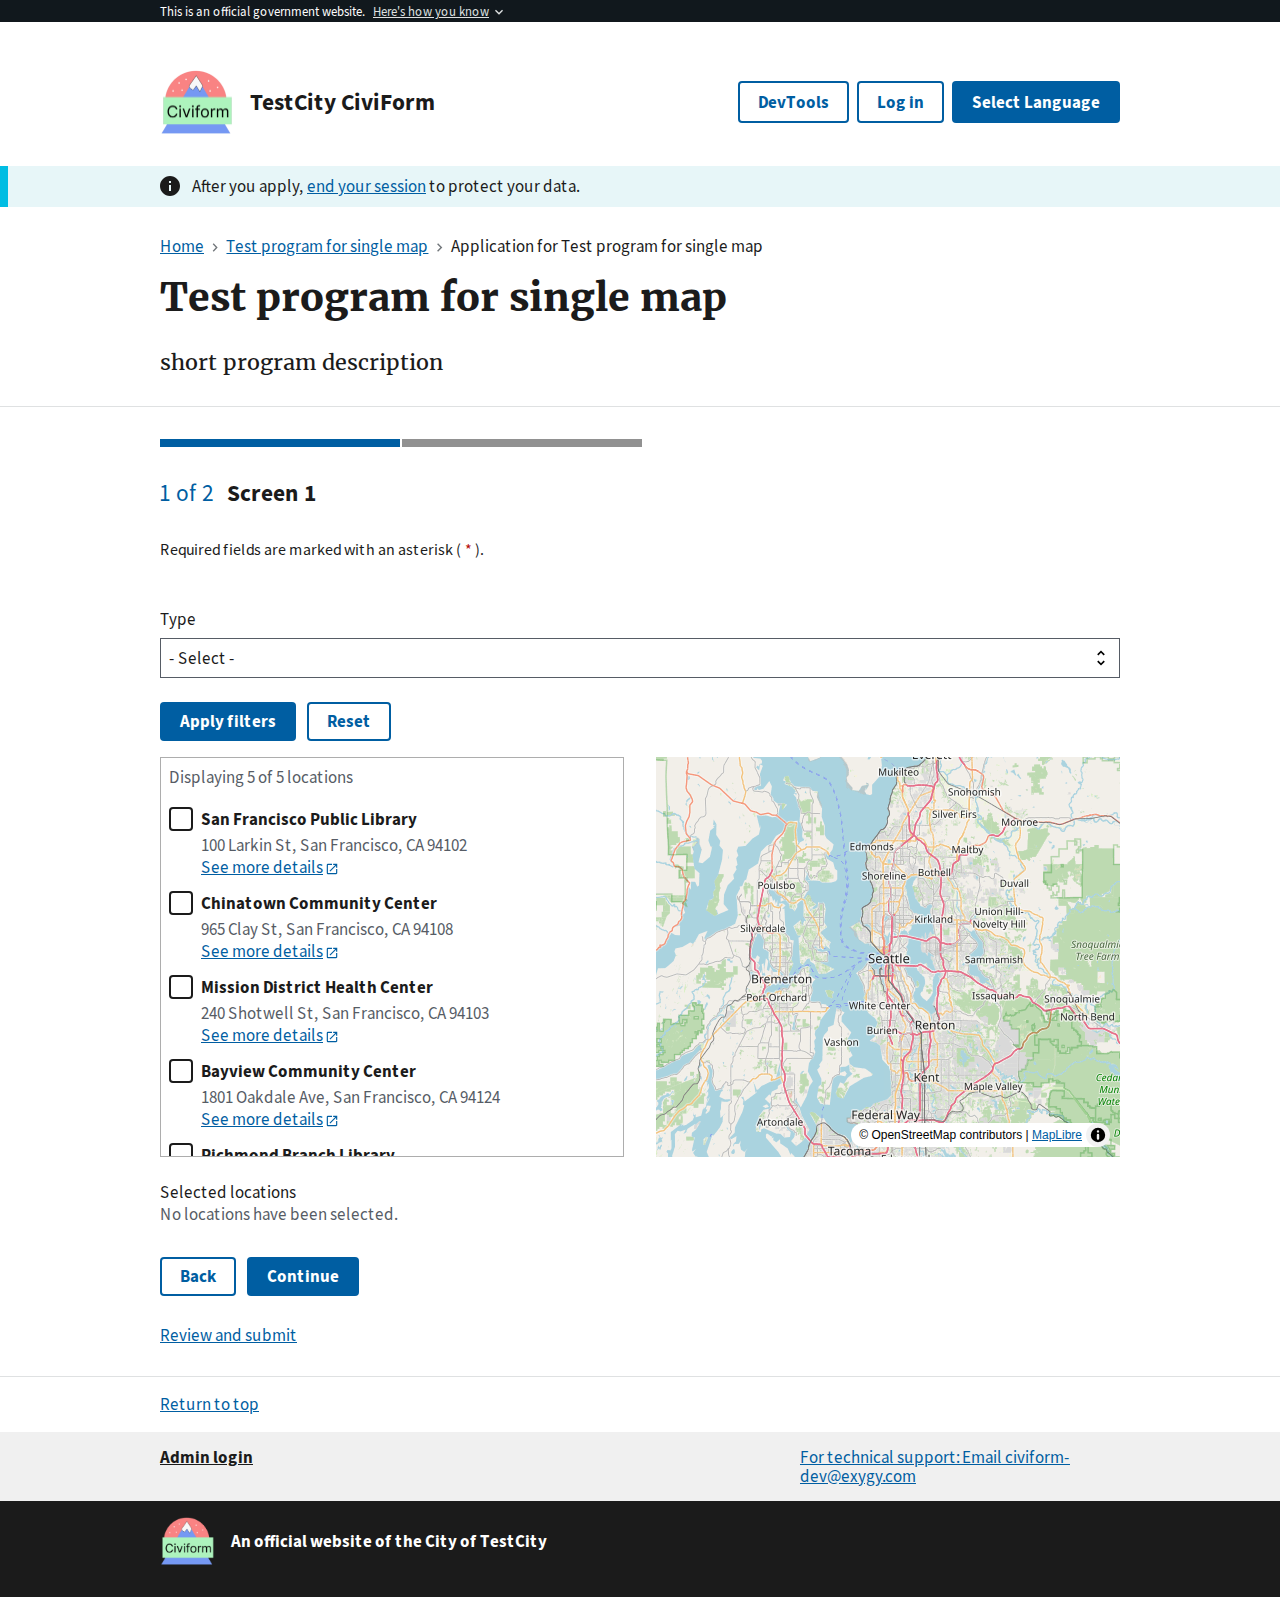 This is an official government website. Here's how you know
Civiform
TestCity CiviForm
DevTools
Log in
Select Language
After you apply, end your session to protect your data.
Home > Test program for single map > Application for Test program for single map
Test program for single map
short program description
1 of 2 Screen 1
Required fields are marked with an asterisk ( * ).
Type
- Select -
Apply filters
Reset
Displaying 5 of 5 locations
San Francisco Public Library
100 Larkin St, San Francisco, CA 94102
See more details
Chinatown Community Center
965 Clay St, San Francisco, CA 94108
See more details
Mission District Health Center
240 Shotwell St, San Francisco, CA 94103
See more details
Bayview Community Center
1801 Oakdale Ave, San Francisco, CA 94124
See more details
Richmond Branch Library
Everett
Mukilteo
Snohomish
Silver Firs
Monroe
Edmonds
Maltby
Shoreline
Bothell
Poulsbo
Duvall
Union Hill-
Novelty Hill
Kirkland
Silverdale
Snoqualmie
Tree Farm
Seattle
Sammamish
Bremerton
Port Orchard
Issaquah
Snoqualmie
White Center
North Bend
Renton
Burien
Vashon
Kent
Maple Valley
Cedar
Mun
Wate
Federal Way
Artondale
Tacoma
© OpenStreetMap contributors | MapLibre
Selected locations
No locations have been selected.
Back
Continue
Review and submit
Return to top
Admin login
For technical support: Email civiform-
dev@exygy.com
Civiform
An official website of the City of TestCity